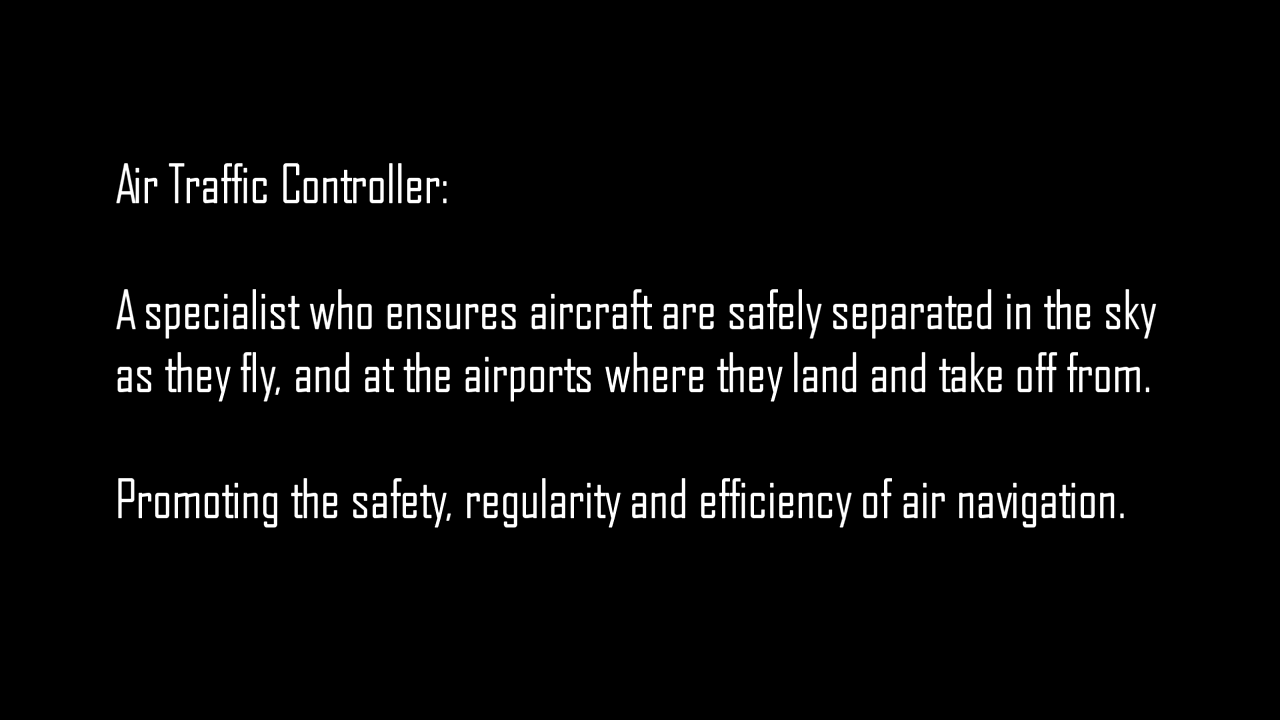 Air Traffic Controller:
A specialist who ensures aircraft are safely separated in the sky
as they fly, and at the airports where they land and take off from.
Promoting the safety, regularity and efficiency of air navigation.